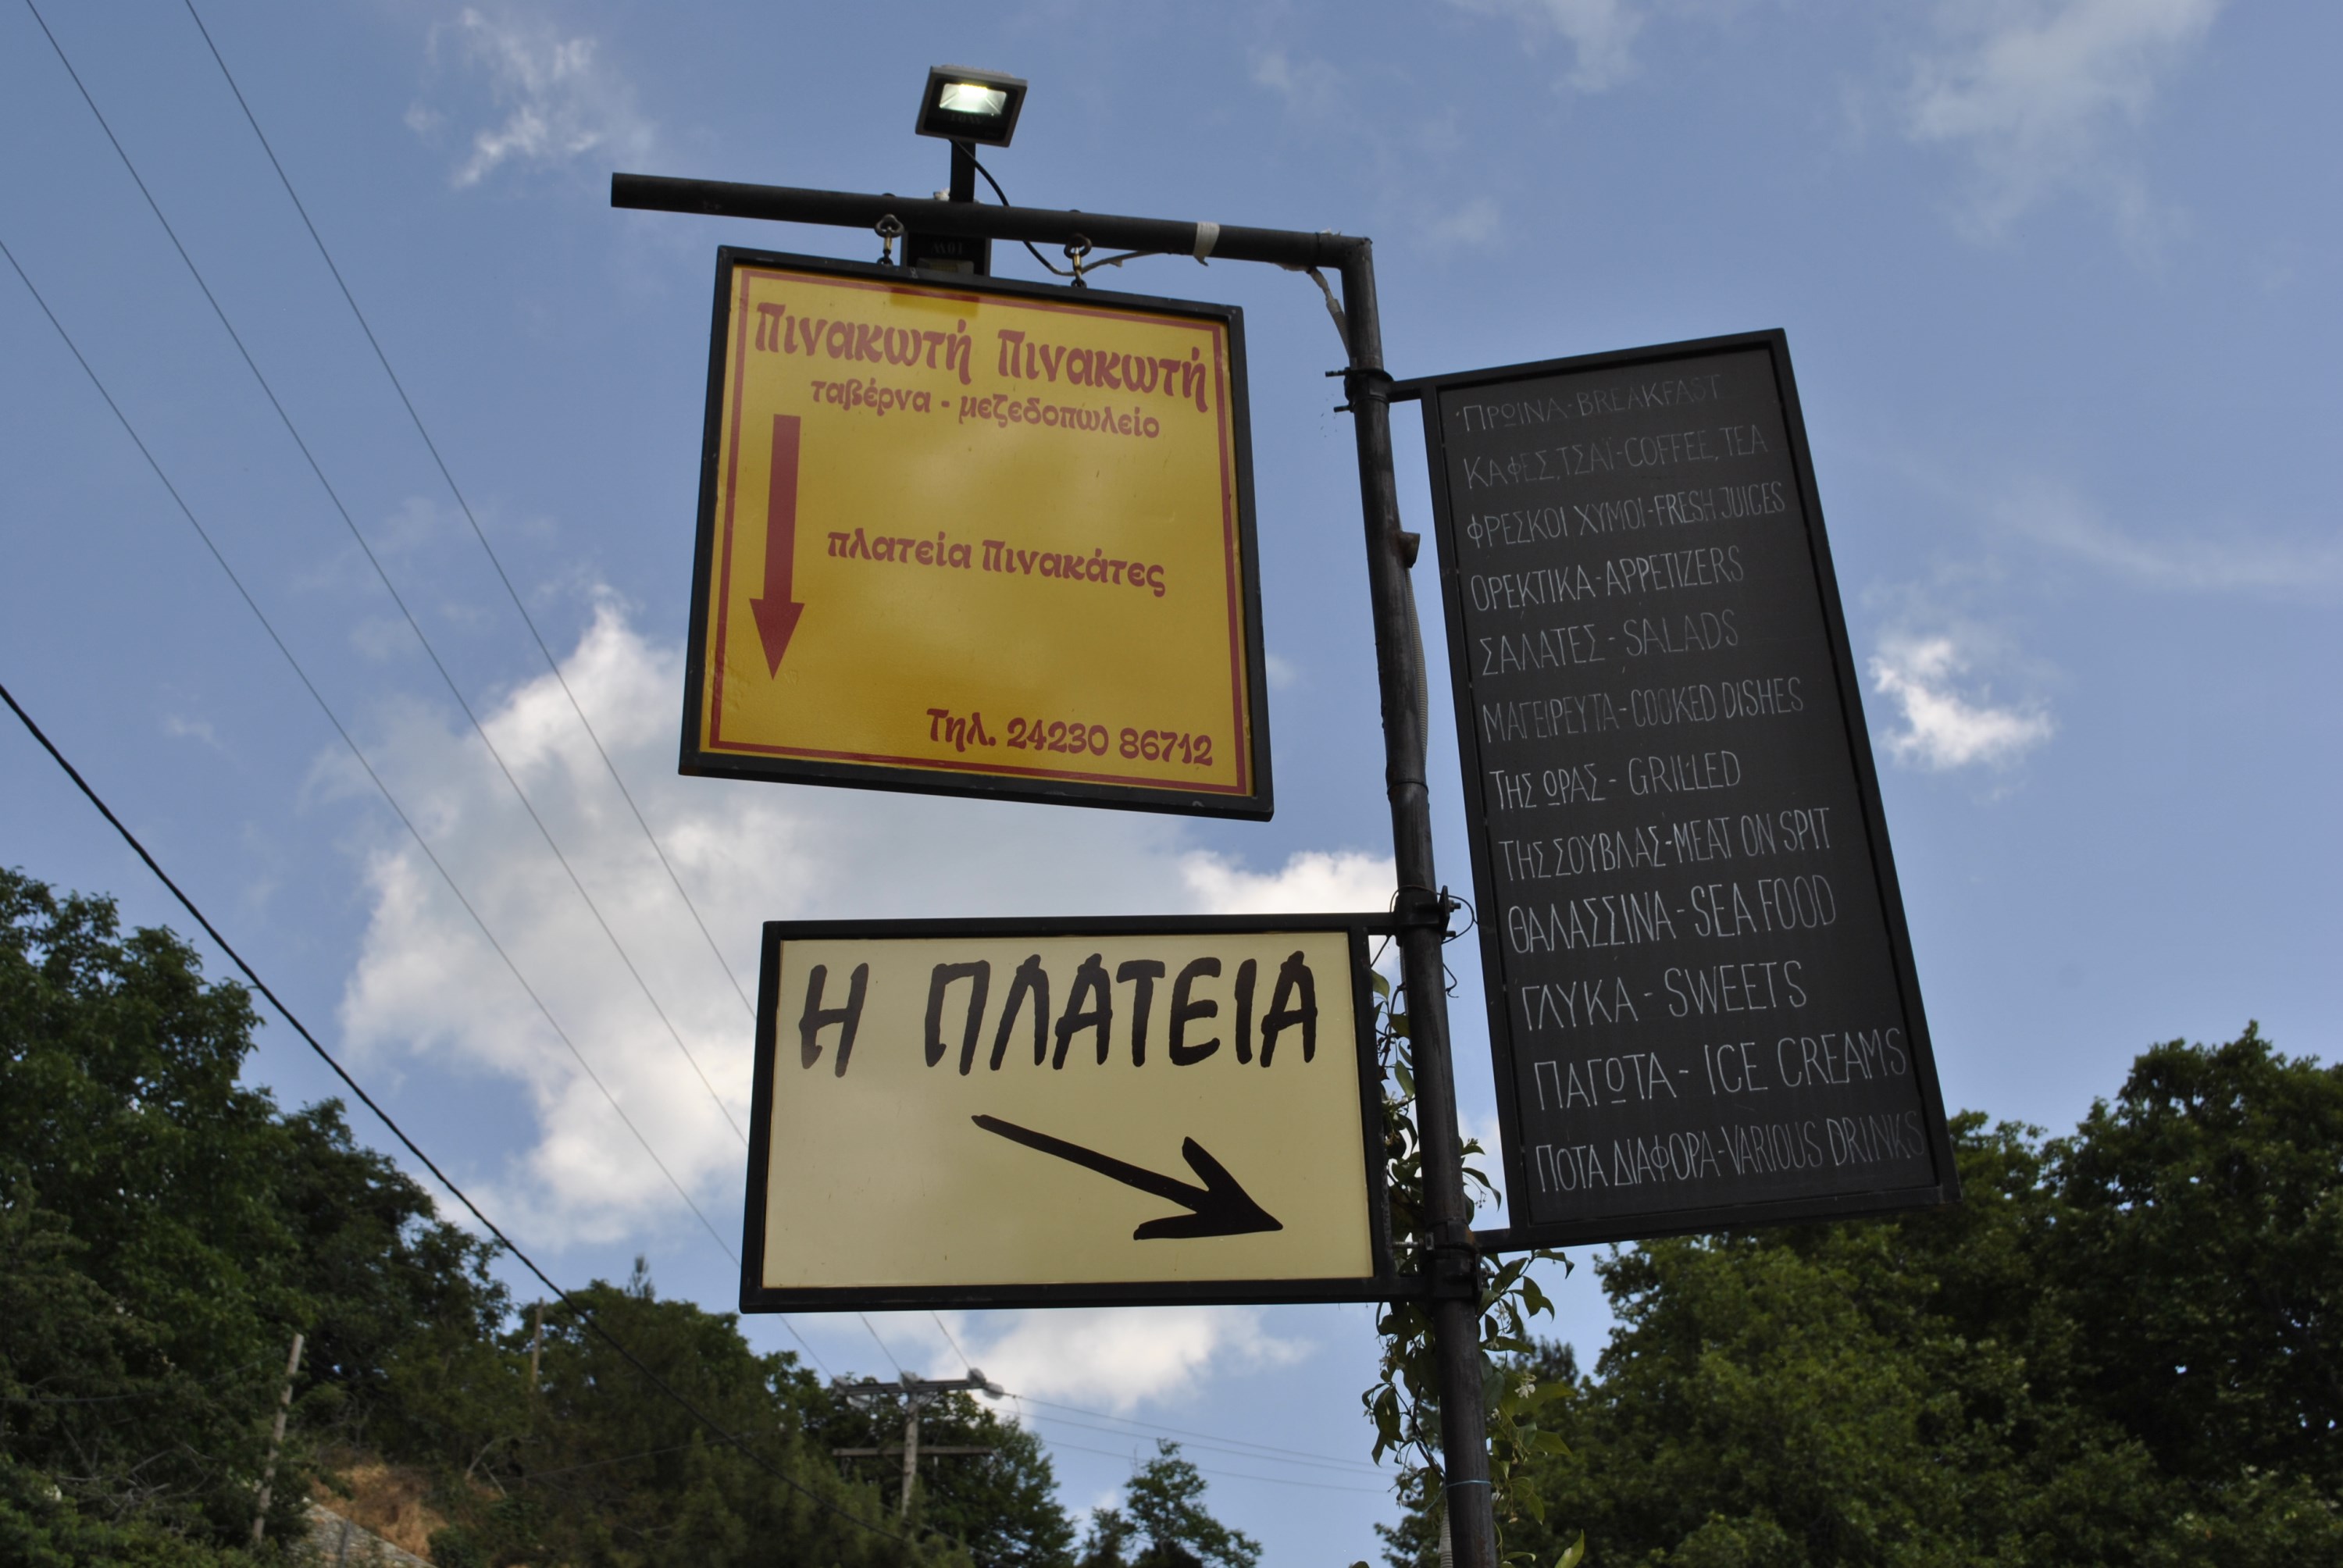 Πινακωτή Πινακωτή
ταβέρνα - μεζεδοπωλείο
πλατεία Πινακάτες
Τηλ. 24230 86712
Η ΠΛΑΤΕΙΑ
ΠΡΩΙΝΑ-BREAKFAST
ΚΑΦΕΣ, ΤΣΑΪ-COFFEE, TEA
ΦΡΕΣΚΟΙ ΧΥΜΟΙ-FRESH JUICES
ΟΡΕΚΤΙΚΑ-APPETIZERS
ΣΑΛΑΤΕΣ-SALADS
ΜΑΓΕΙΡΕΥΤΑ-COOKED DISHES
ΤΗΣ ΩΡΑΣ-GRILLED
ΤΗΣ ΣΟΥΒΛΑΣ-MEAT ON SPIT
ΘΑΛΑΣΣΙΝΑ-SEA FOOD
ΓΛΥΚΑ-SWEETS
ΠΑΓΩΤΑ-ICE CREAMS
ΠΟΤΑ ΔΙΑΦΟΡΑ-VARIOUS DRINKS